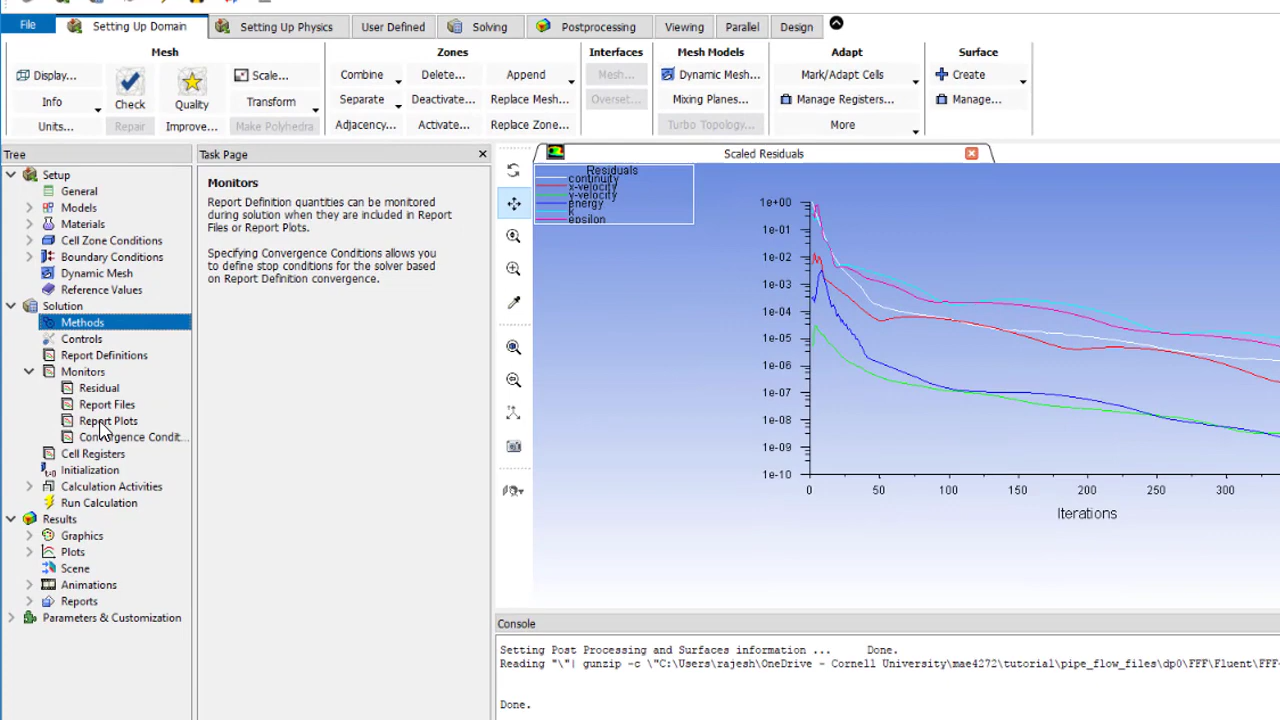 File
Setting Up Domain
Setting Up Physics
User Defined
Solving
Postprocessing
Viewing
Parallel
Design
Mesh
Zones
Interfaces
Mesh Models
Adapt
Surface
Display...
Scale...
Combine
Delete...
Append
Mesh...
Dynamic Mesh...
Mark/Adapt Cells
Create
Info
Check
Quality
Transform
Separate
Deactivate...
Replace Mesh...
Overset...
Mixing Planes...
Manage Registers...
Manage...
Units...
Repair
Improve...
Make Polyhedra
Adjacency...
Activate...
Replace Zone...
Turbo Topology...
More
Tree
Setup
General
Models
Materials
Cell Zone Conditions
Boundary Conditions
Dynamic Mesh
Reference Values
Solution
Methods
Controls
Report Definitions
Monitors
Residual
Report Files
Report Plots
Convergence Condit...
Cell Registers
Initialization
Calculation Activities
Run Calculation
Results
Graphics
Plots
Scene
Animations
Reports
Parameters & Customization
Task Page
Monitors
Report Definition quantities can be monitored
during solution when they are included in Report
Files or Report Plots.
Specifying Convergence Conditions allows you
to define stop conditions for the solver based
on Report Definition convergence.
Scaled Residuals
Residuals
continuity
x-velocity
y-velocity
energy
k
epsilon
1e+00
1e-01
1e-02
1e-03
1e-04
1e-05
1e-06
1e-07
1e-08
1e-09
1e-10
0
50
100
150
200
250
300
Iterations
Console
Setting Post Processing and Surfaces information ... Done.
Reading "\"| gunzip -c \"C:\Users\rajesh\OneDrive - Cornell University\mae4272\tutorial\pipe_flow_files\dp0\FFF\Fluent\FFF-
Done.